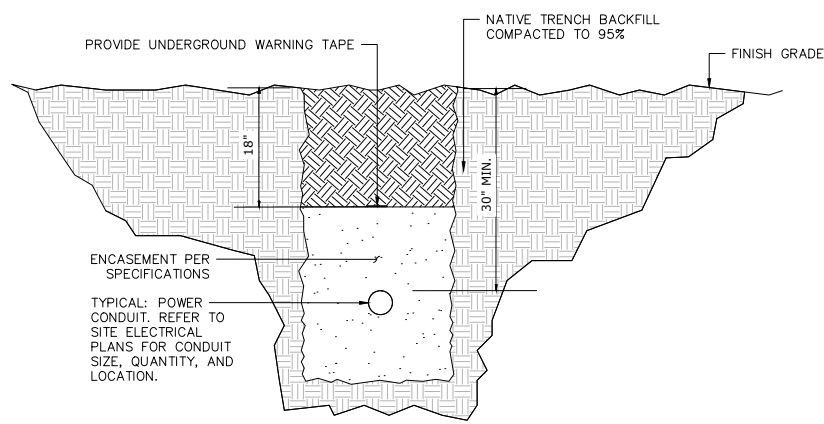 NATIVE TRENCH BACKFILL
COMPACTED TO 95%
PROVIDE UNDERGROUND WARNING TAPE
FINISH GRADE
18"
30" MIN.
ENCASEMENT PER
SPECIFICATIONS
TYPICAL: POWER
CONDUIT. REFER TO
SITE ELECTRICAL
PLANS FOR CONDUIT
SIZE, QUANTITY, AND
LOCATION.